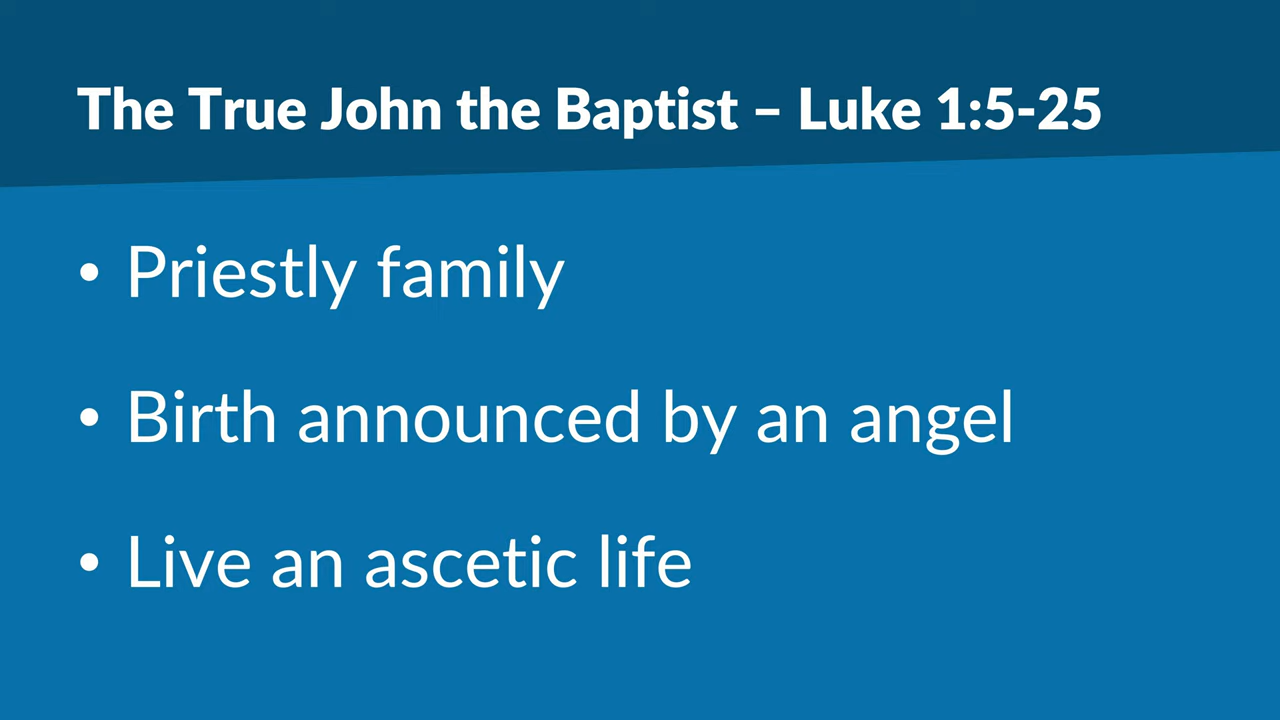 The True John the Baptist – Luke 1:5-25
• Priestly family
• Birth announced by an angel
• Live an ascetic life